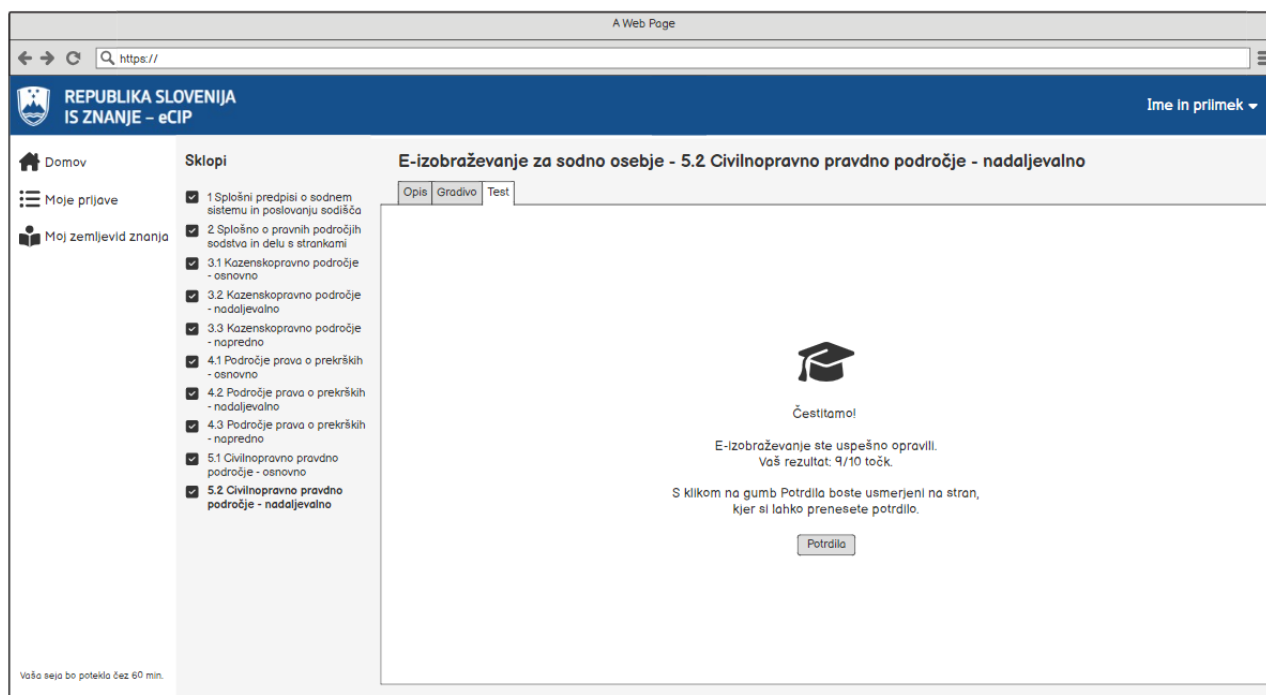 A Web Page
https://
REPUBLIKA SLOVENIJA
IS ZNANJE – eCIP
Ime in priimek
Domov
Moje prijave
Moj zemljevid znanja
Sklopi
1 Splošni predpisi o sodnem
sistemu in poslovanju sodišča
2 Splošno o pravnih področjih
sodstva in delu s strankami
3.1 Kazenskopravno področje
- osnovno
3.2 Kazenskopravno področje
- nadaljevalno
3.3 Kazenskopravno področje
- napredno
4.1 Področje prava o prekrških
- osnovno
4.2 Področje prava o prekrških
- nadaljevalno
4.3 Področje prava o prekrških
- napredno
5.1 Civilnopravno pravdno
področje - osnovno
5.2 Civilnopravno pravdno
področje - nadaljevalno
E-izobraževanje za sodno osebje - 5.2 Civilnopravno pravdno področje - nadaljevalno
Opis Gradivo Test
Čestitamo!
E-izobraževanje ste uspešno opravili.
Vaš rezultat: 9/10 točk.
S klikom na gumb Potrdila boste usmerjeni na stran,
kjer si lahko prenesete potrdilo.
Potrdila
Vaša seja bo potekla čez 60 min.